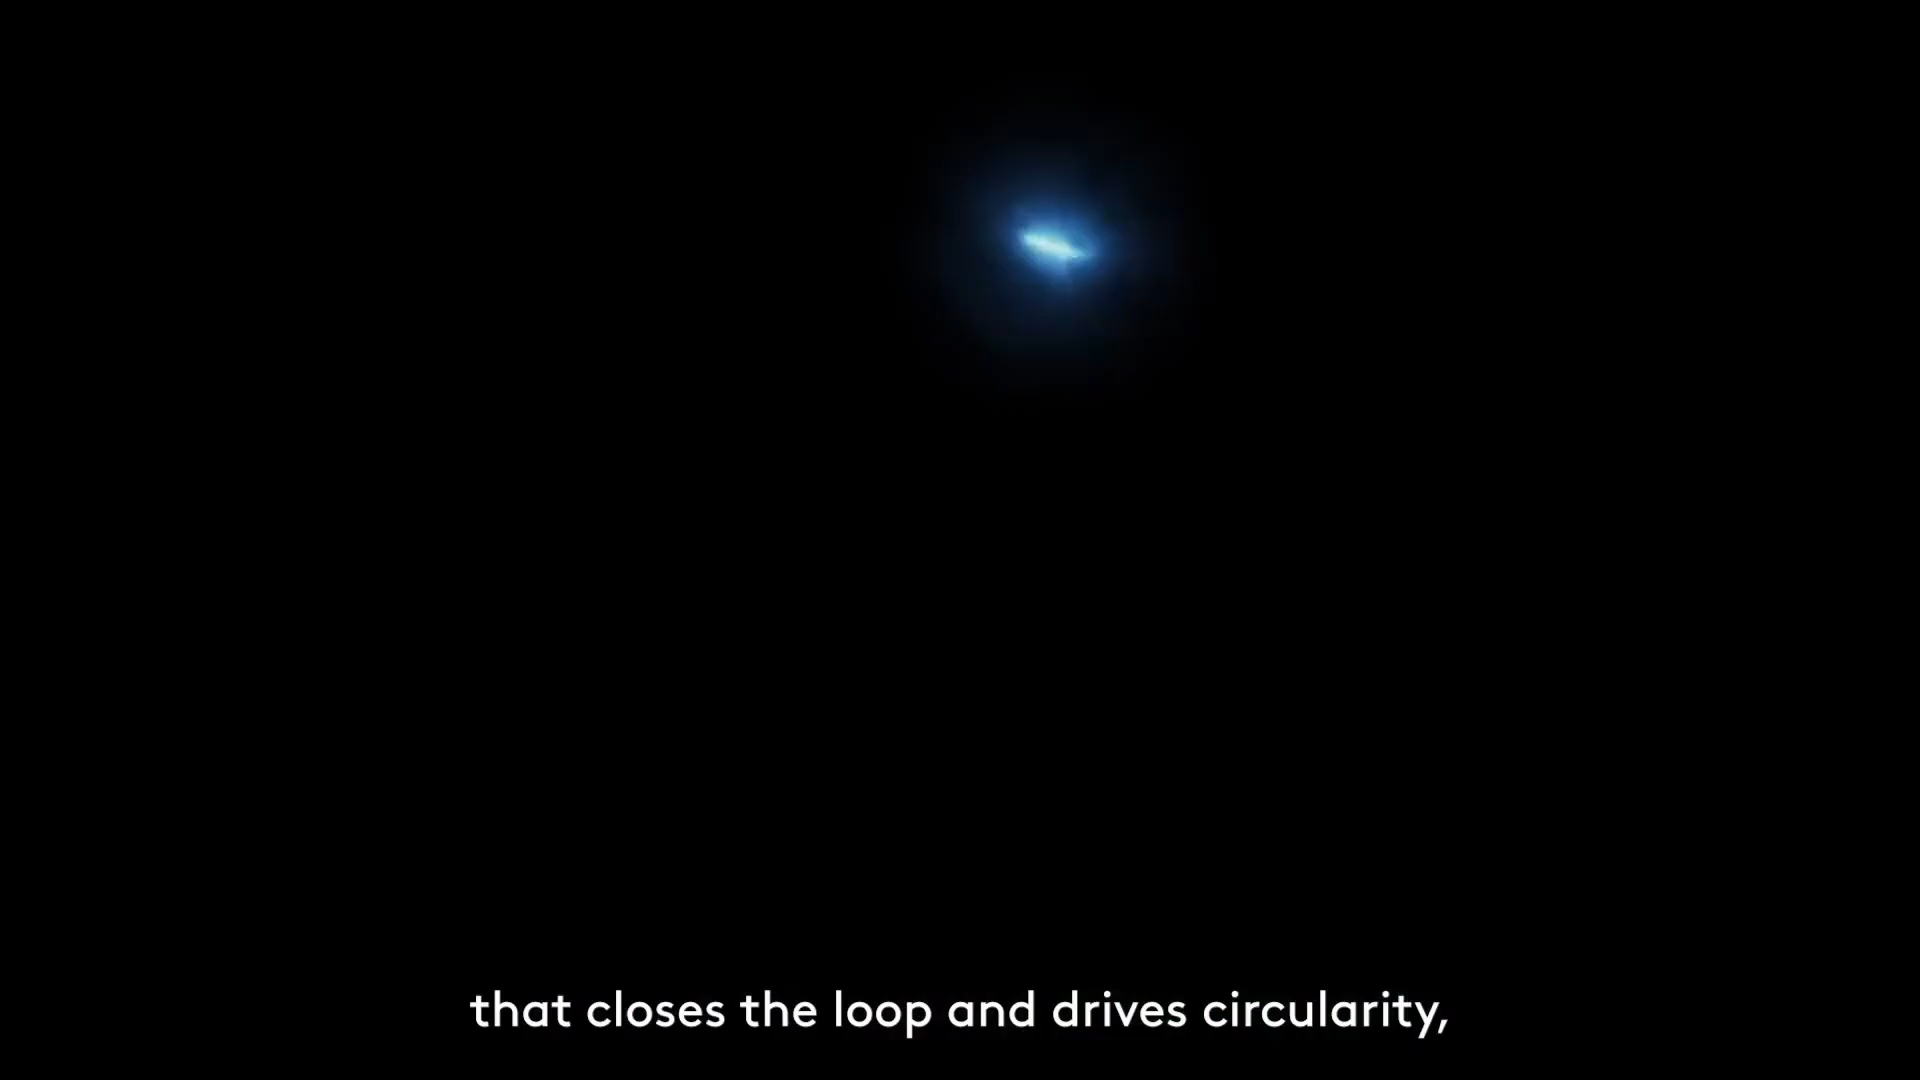 that closes the loop and drives circularity,